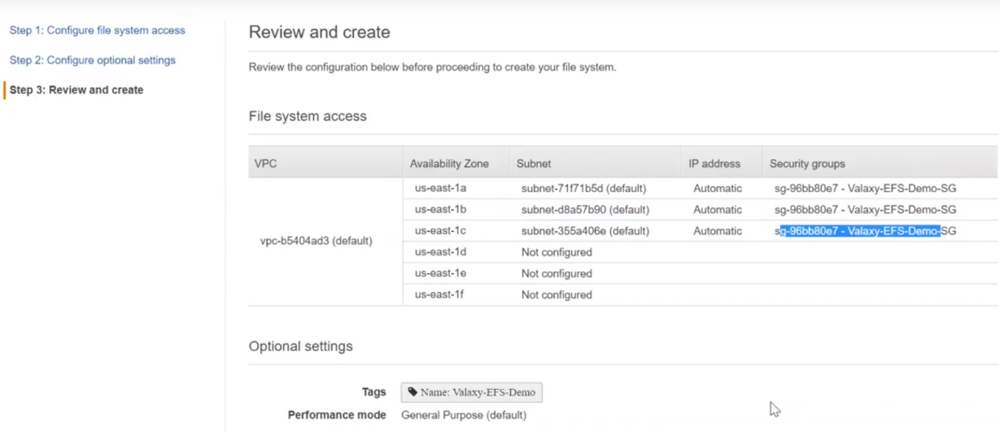 Step 1: Configure file system access
Step 2: Configure optional settings
Step 3: Review and create
Review and create
Review the configuration below before proceeding to create your file system.
File system access
VPC Availability Zone Subnet IP address Security groups
us-east-1a subnet-71f71b5d (default) Automatic sg-96bb80e7 - Valaxy-EFS-Demo-SG
us-east-1b subnet-d8a57b90 (default) Automatic sg-96bb80e7 - Valaxy-EFS-Demo-SG
us-east-1c subnet-355a406e (default) Automatic sg-96bb80e7 - Valaxy-EFS-Demo-SG
vpc-b5404ad3 (default)
us-east-1d Not configured
us-east-1e Not configured
us-east-1f Not configured
Optional settings
Tags Name: Valaxy-EFS-Demo
Performance mode General Purpose (default)